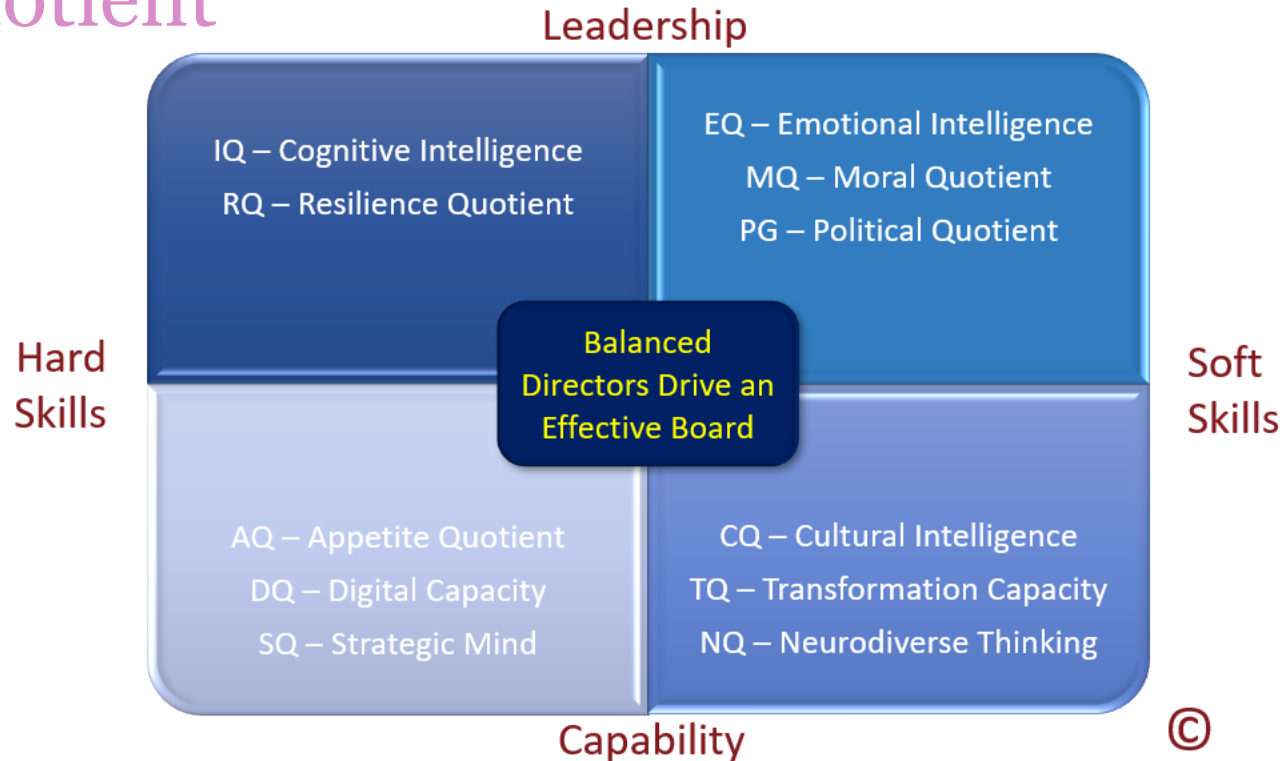 otient
Leadership
IQ – Cognitive Intelligence
RQ – Resilience Quotient
EQ – Emotional Intelligence
MQ – Moral Quotient
PG – Political Quotient
Hard
Skills
Balanced
Directors Drive an
Effective Board
Soft
Skills
AQ – Appetite Quotient
DQ – Digital Capacity
SQ – Strategic Mind
CQ – Cultural Intelligence
TQ – Transformation Capacity
NQ – Neurodiverse Thinking
Capability
©